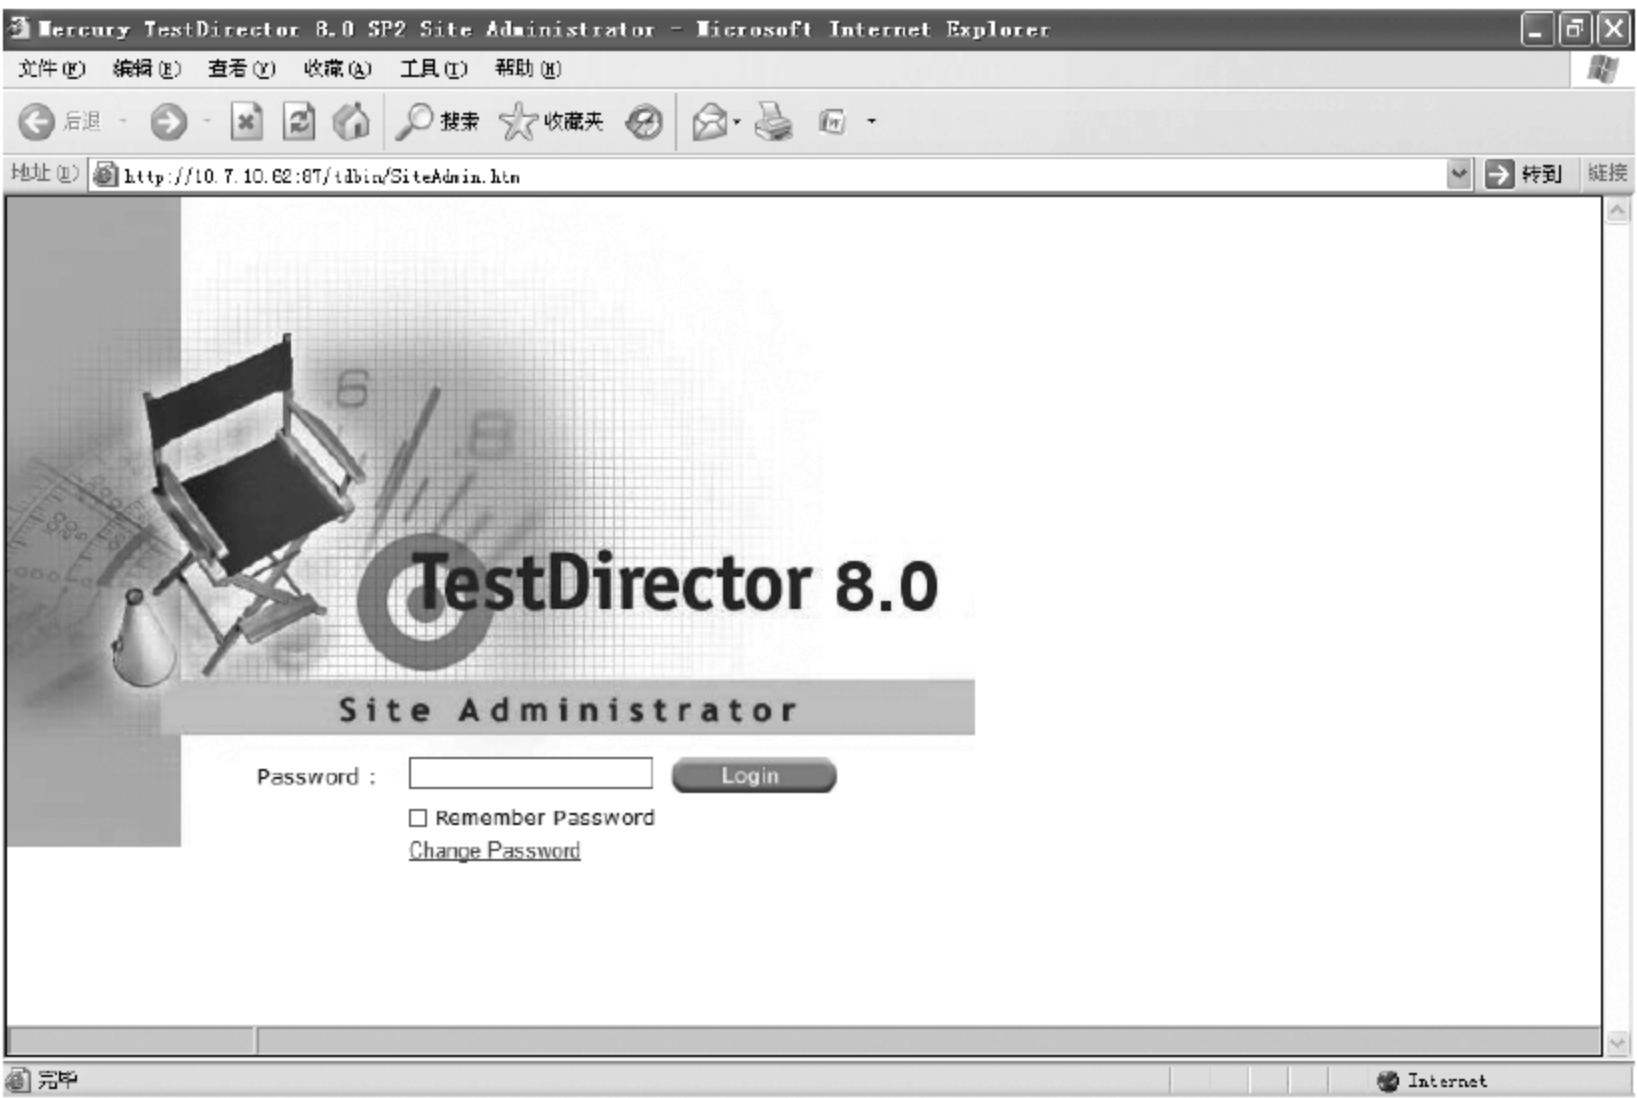 Mercury TestDirector 8.0 SP2 Site Administrator - Microsoft Internet Explorer
文件(F) 编辑(E) 查看(V) 收藏(A) 工具(T) 帮助(H)
后退 搜索 收藏夹
地址(D) http://10.7.10.62:87/tdbin/SiteAdmin.htm 转到 链接
6
8
TestDirector 8.0
Site Administrator
Password : Login
Remember Password
Change Password
完毕 Internet